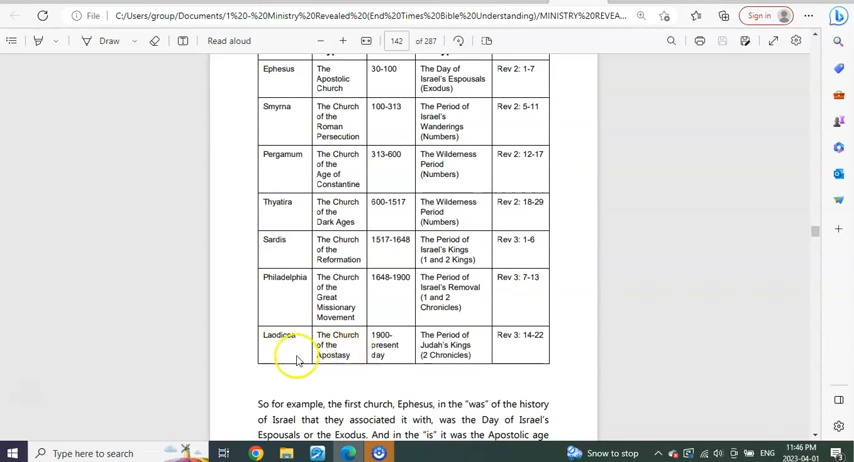 File
C:/Users/group/Documents/1%20-%20Ministry%20Revealed%20(End%20Times%20Bible%20Understanding)/MINISTRY%20REVEA...
Sign in
Draw
Read aloud
142 of 287
Ephesus The Apostolic Church 30-100 The Day of Israel's Espousals (Exodus) Rev 2: 1-7
Smyrna The Church of the Roman Persecution 100-313 The Period of Israel's Wanderings (Numbers) Rev 2: 5-11
Pergamum The Church of the Age of Constantine 313-600 The Wilderness Period (Numbers) Rev 2: 12-17
Thyatira The Church of the Dark Ages 600-1517 The Wilderness Period (Numbers) Rev 2: 18-29
Sardis The Church of the Reformation 1517-1648 The Period of Israel's Kings (1 and 2 Kings) Rev 3: 1-6
Philadelphia The Church of the Great Missionary Movement 1648-1900 The Period of Israel's Removal (1 and 2 Chronicles) Rev 3: 7-13
Laodicea The Church of the Apostasy 1900-present day The Period of Judah's Kings (2 Chronicles) Rev 3: 14-22
So for example, the first church, Ephesus, in the "was" of the history
of Israel that they associated it with, was the Day of Israel's
Espousals or the Exodus. And in the "is" it was the Apostolic age
Type here to search
Snow to stop
ENG
11:46 PM
2023-04-01